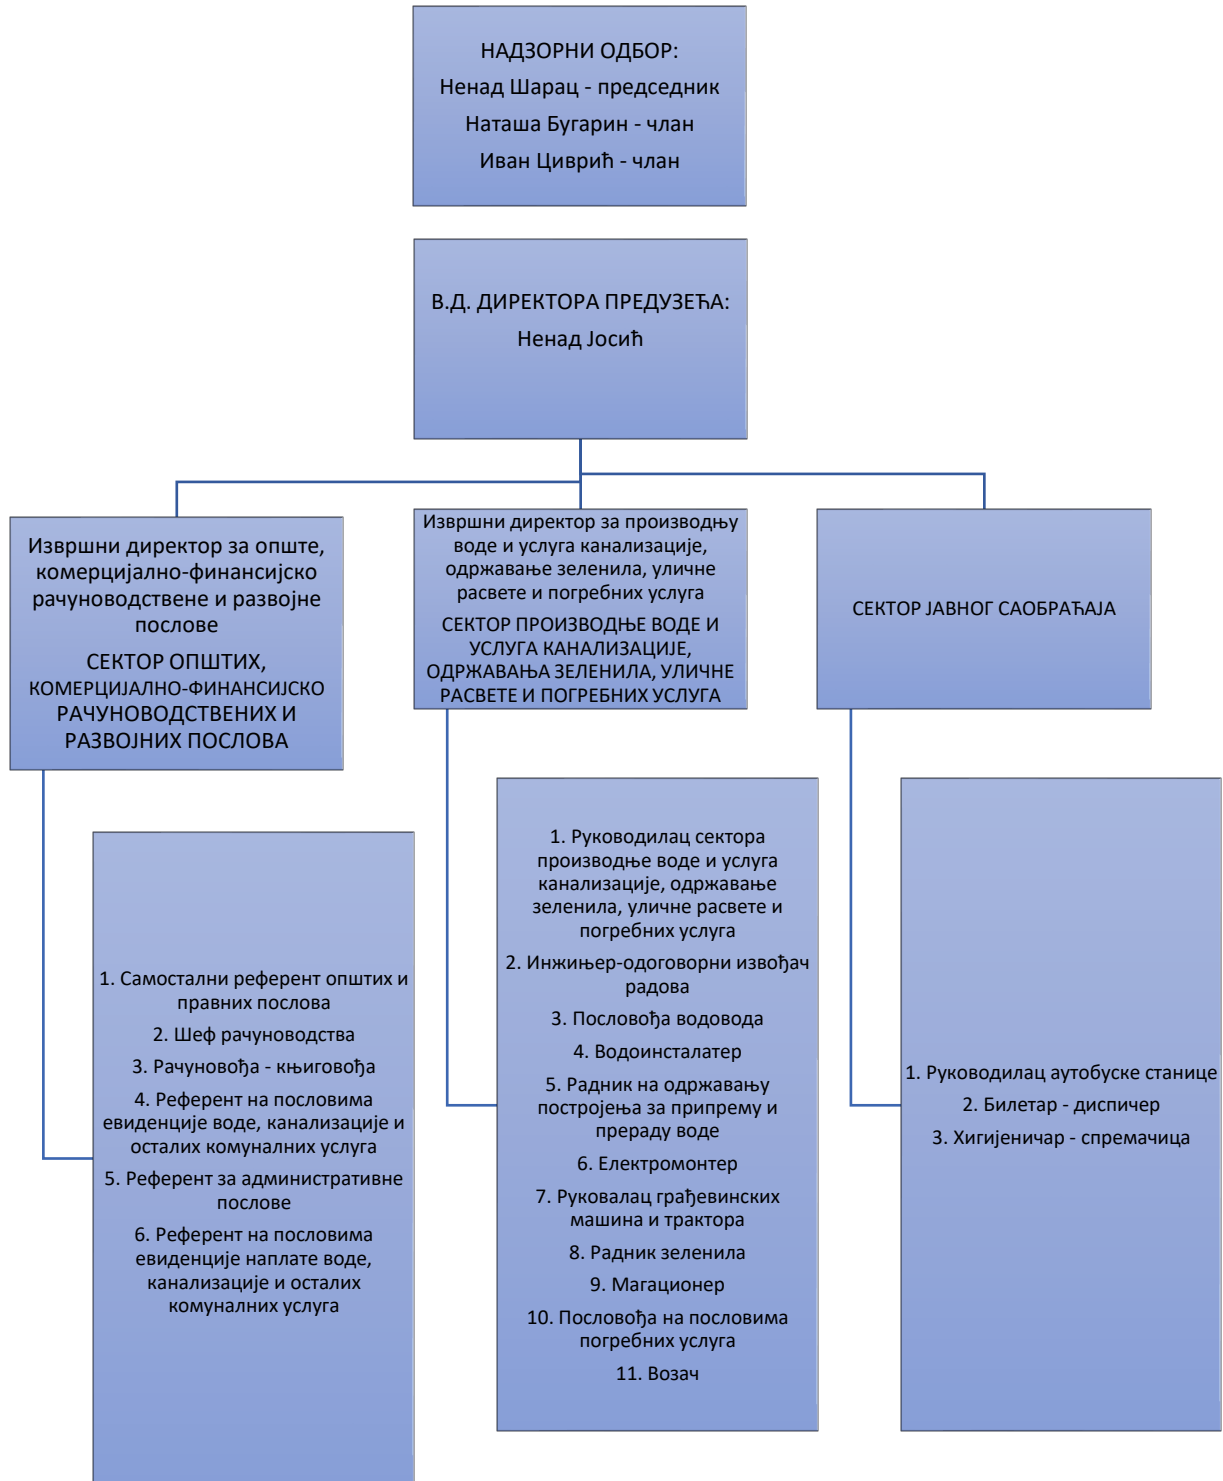 НАДЗОРНИ ОДБОР:
Ненад Шарац - председник
Наташа Бугарин - члан
Иван Циврић - члан
В.Д. ДИРЕКТОРА ПРЕДУЗЕЋА:
Ненад Јосић
Извршни директор за опште,
комерцијално-финансијско
рачуноводствене и развојне
послове
СЕКТОР ОПШТИХ,
КОМЕРЦИЈАЛНО-ФИНАНСИЈСКО
РАЧУНОВОДСТВЕНИХ И
РАЗВОЈНИХ ПОСЛОВА
Извршни директор за производњу
воде и услуга канализације,
одржавање зеленила, уличне
расвете и погребних услуга
СЕКТОР ПРОИЗВОДЊЕ ВОДЕ И
УСЛУГА КАНАЛИЗАЦИЈЕ,
ОДРЖАВАЊА ЗЕЛЕНИЛА, УЛИЧНЕ
РАСВЕТЕ И ПОГРЕБНИХ УСЛУГА
СЕКТОР ЈАВНОГ САОБРАЋАЈА
1. Самостални референт општих и
правних послова
2. Шеф рачуноводства
3. Рачуновођа - књиговођа
4. Референт на пословима
евиденције воде, канализације и
осталих комуналних услуга
5. Референт за административне
послове
6. Референт на пословима
евиденције наплате воде,
канализације и осталих
комуналних услуга
1. Руководилац сектора
производње воде и услуга
канализације, одржавање
зеленила, уличне расвете и
погребних услуга
2. Инжињер-одоговорни извођач
радова
3. Пословођа водовода
4. Водоинсталатер
5. Радник на одржавању
постројења за припрему и
прераду воде
6. Електромонтер
7. Руковалац грађевинских
машина и трактора
8. Радник зеленила
9. Магационер
10. Пословођа на пословима
погребних услуга
11. Возач
1. Руководилац аутобуске станице
2. Билетар - диспичер
3. Хигијеничар - спремачица